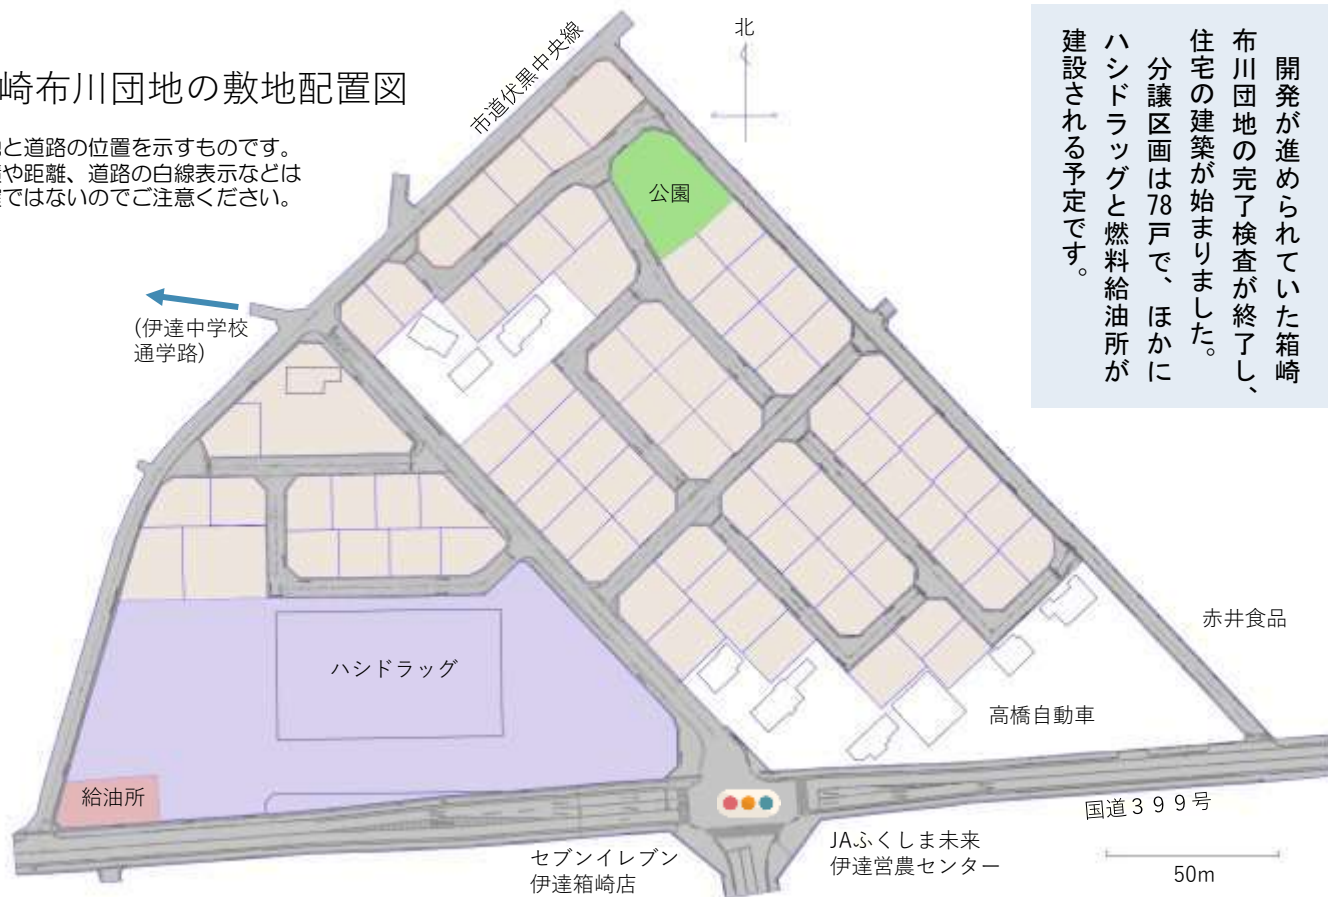 崎布川団地の敷地配置図
と道路の位置を示すものです。
や距離、道路の白線表示などは
ではないのでご注意ください。
市道伏黒中央線
北
開発が進められていた箱崎
布川団地の完了検査が終了し、
住宅の建築が始まりました。
分譲区画は78戸で、ほかに
ハシドラッグと燃料給油所が
建設される予定です。
公園
(伊達中学校
通学路)
赤井食品
ハシドラッグ
高橋自動車
給油所
国道399号
セブンイレブン
伊達箱崎店
JAふくしま未来
伊達営農センター
50m